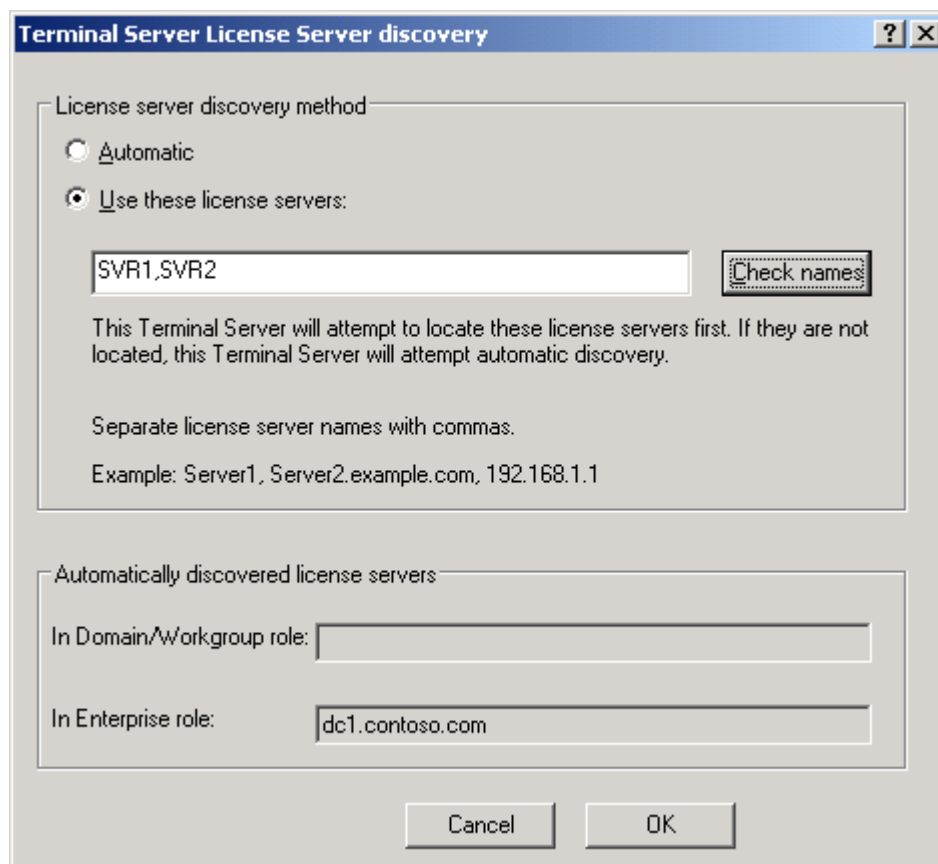 Terminal Server License Server discovery
License server discovery method
Automatic
Use these license servers:
SVR1,SVR2
Check names
This Terminal Server will attempt to locate these license servers first. If they are not
located, this Terminal Server will attempt automatic discovery.
Separate license server names with commas.
Example: Server1, Server2.example.com, 192.168.1.1
Automatically discovered license servers
In Domain/Workgroup role:
In Enterprise role:
dc1.contoso.com
Cancel
OK